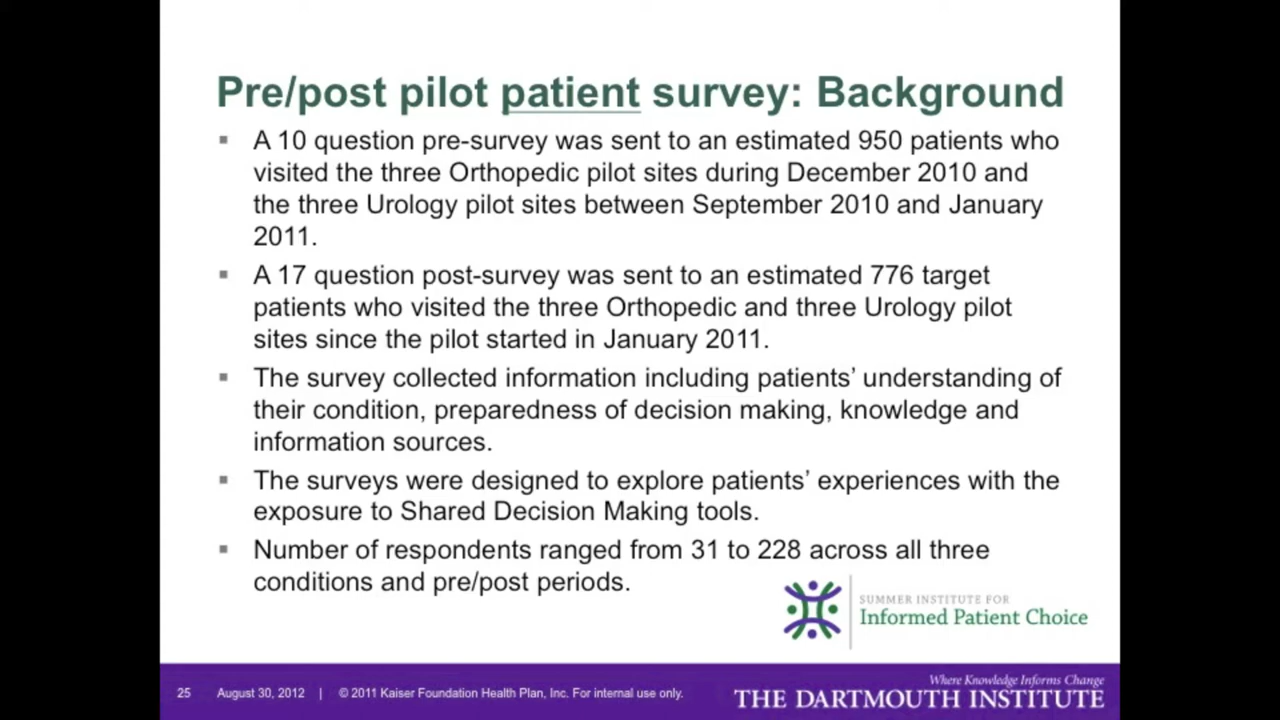 Pre/post pilot patient survey: Background
▪ A 10 question pre-survey was sent to an estimated 950 patients who
visited the three Orthopedic pilot sites during December 2010 and
the three Urology pilot sites between September 2010 and January
2011.
▪ A 17 question post-survey was sent to an estimated 776 target
patients who visited the three Orthopedic and three Urology pilot
sites since the pilot started in January 2011.
▪ The survey collected information including patients’ understanding of
their condition, preparedness of decision making, knowledge and
information sources.
▪ The surveys were designed to explore patients’ experiences with the
exposure to Shared Decision Making tools.
▪ Number of respondents ranged from 31 to 228 across all three
conditions and pre/post periods.
SUMMER INSTITUTE FOR
Informed Patient Choice
25 August 30, 2012 | © 2011 Kaiser Foundation Health Plan, Inc. For internal use only.
Where Knowledge Informs Change
THE DARTMOUTH INSTITUTE